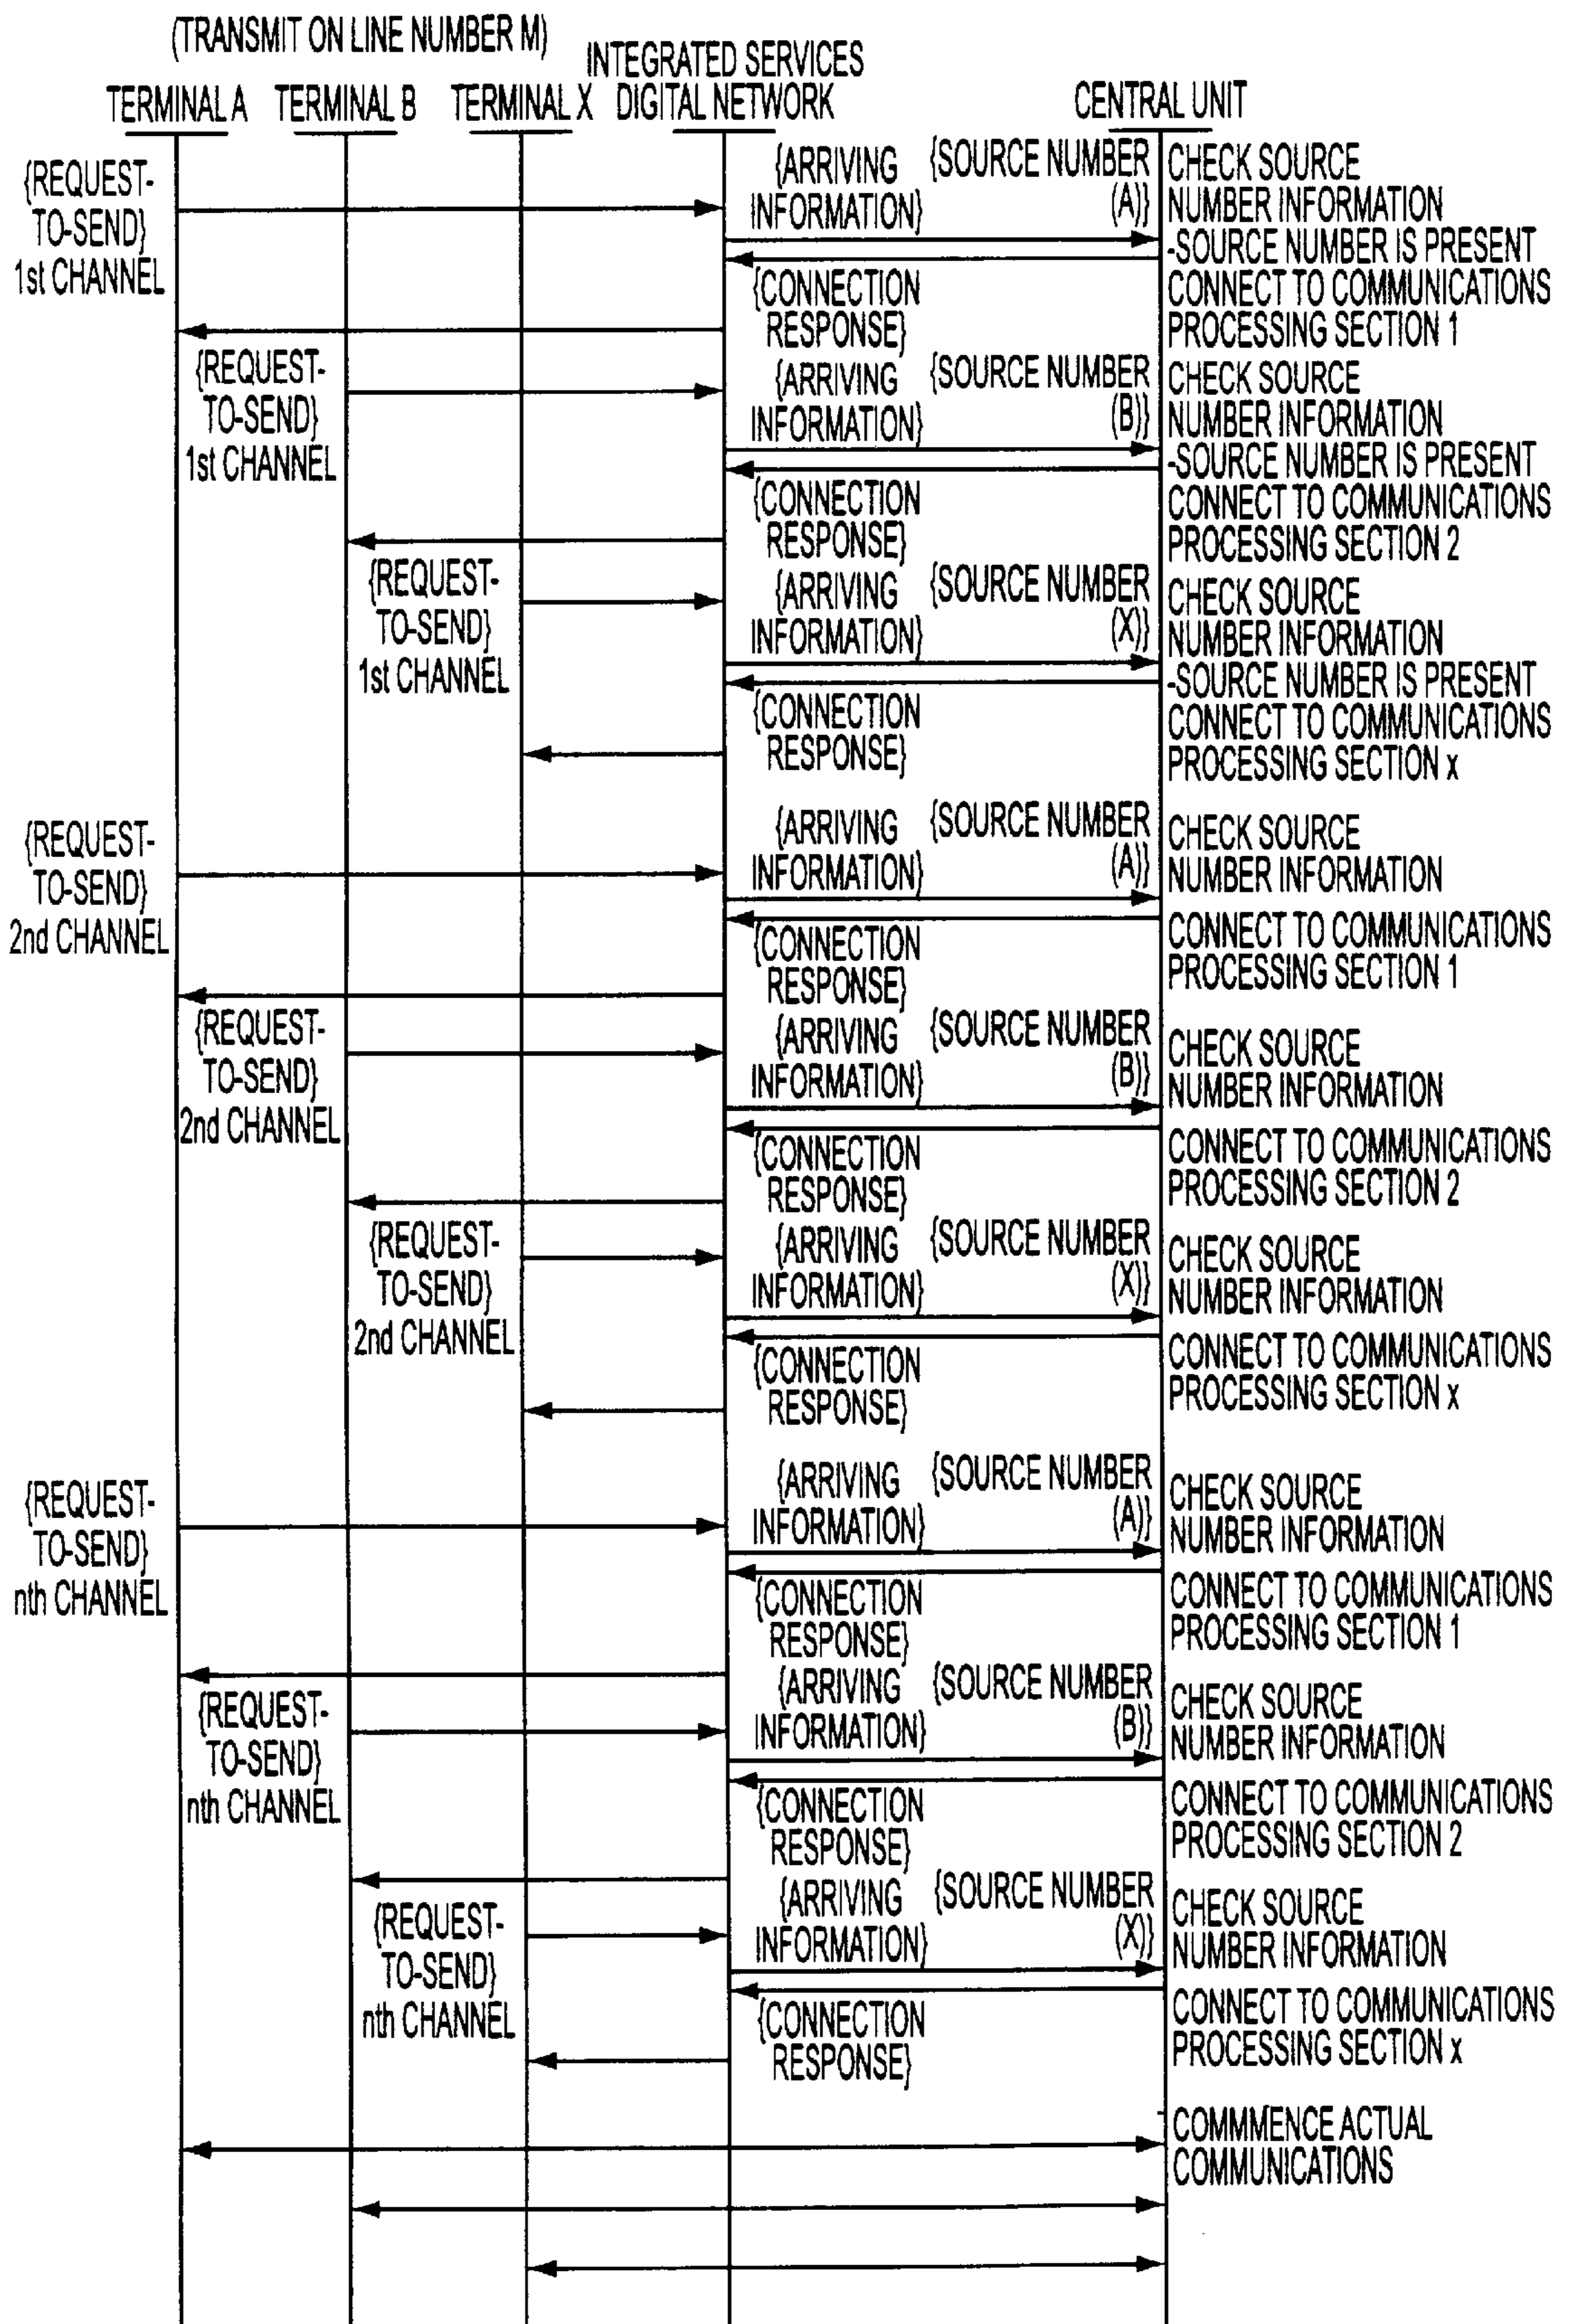 (TRANSMIT ON LINE NUMBER M)
TERMINAL A
TERMINAL B
TERMINAL X
INTEGRATED SERVICES
DIGITAL NETWORK
CENTRAL UNIT
{REQUEST-
TO-SEND}
1st CHANNEL
{ARRIVING
INFORMATION}
{SOURCE NUMBER
(A)}
CHECK SOURCE
NUMBER INFORMATION
-SOURCE NUMBER IS PRESENT
CONNECT TO COMMUNICATIONS
PROCESSING SECTION 1
{CONNECTION
RESPONSE}
{REQUEST-
TO-SEND}
1st CHANNEL
{ARRIVING
INFORMATION}
{SOURCE NUMBER
(B)}
CHECK SOURCE
NUMBER INFORMATION
-SOURCE NUMBER IS PRESENT
CONNECT TO COMMUNICATIONS
PROCESSING SECTION 2
{CONNECTION
RESPONSE}
{REQUEST-
TO-SEND}
1st CHANNEL
{ARRIVING
INFORMATION}
{SOURCE NUMBER
(X)}
CHECK SOURCE
NUMBER INFORMATION
-SOURCE NUMBER IS PRESENT
CONNECT TO COMMUNICATIONS
PROCESSING SECTION x
{CONNECTION
RESPONSE}
{REQUEST-
TO-SEND}
2nd CHANNEL
{ARRIVING
INFORMATION}
{SOURCE NUMBER
(A)}
CHECK SOURCE
NUMBER INFORMATION
CONNECT TO COMMUNICATIONS
PROCESSING SECTION 1
{CONNECTION
RESPONSE}
{REQUEST-
TO-SEND}
2nd CHANNEL
{ARRIVING
INFORMATION}
{SOURCE NUMBER
(B)}
CHECK SOURCE
NUMBER INFORMATION
CONNECT TO COMMUNICATIONS
PROCESSING SECTION 2
{CONNECTION
RESPONSE}
{REQUEST-
TO-SEND}
2nd CHANNEL
{ARRIVING
INFORMATION}
{SOURCE NUMBER
(X)}
CHECK SOURCE
NUMBER INFORMATION
CONNECT TO COMMUNICATIONS
PROCESSING SECTION x
{CONNECTION
RESPONSE}
{REQUEST-
TO-SEND}
nth CHANNEL
{ARRIVING
INFORMATION}
{SOURCE NUMBER
(A)}
CHECK SOURCE
NUMBER INFORMATION
CONNECT TO COMMUNICATIONS
PROCESSING SECTION 1
{CONNECTION
RESPONSE}
{REQUEST-
TO-SEND}
nth CHANNEL
{ARRIVING
INFORMATION}
{SOURCE NUMBER
(B)}
CHECK SOURCE
NUMBER INFORMATION
CONNECT TO COMMUNICATIONS
PROCESSING SECTION 2
{CONNECTION
RESPONSE}
{REQUEST-
TO-SEND}
nth CHANNEL
{ARRIVING
INFORMATION}
{SOURCE NUMBER
(X)}
CHECK SOURCE
NUMBER INFORMATION
CONNECT TO COMMUNICATIONS
PROCESSING SECTION x
{CONNECTION
RESPONSE}
COMMMENCE ACTUAL
COMMUNICATIONS